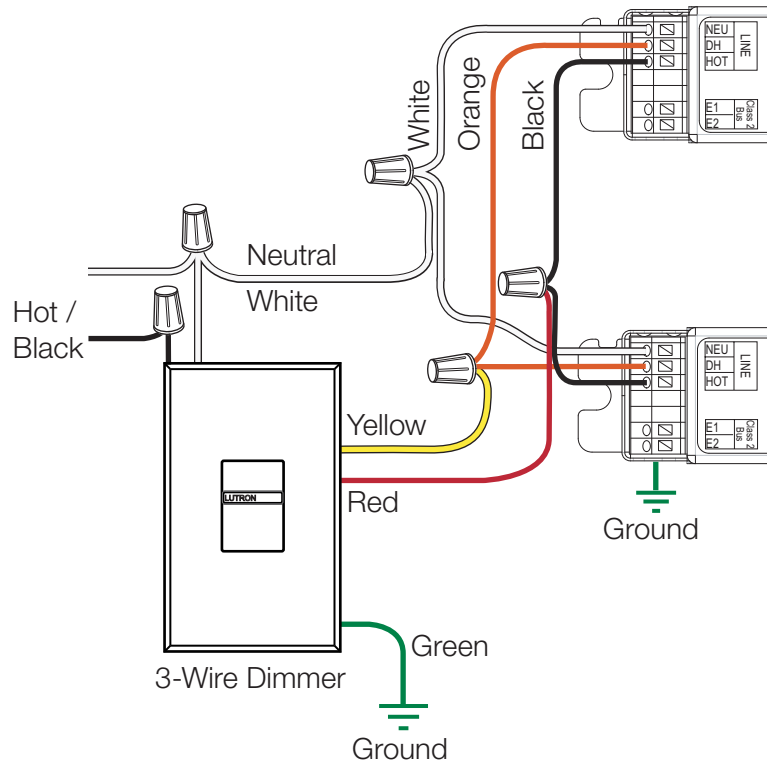 NEU
DH
HOT
LINE
E1
E2
Class 2
Bus
White
Orange
Black
Neutral
White
Hot /
Black
NEU
DH
HOT
LINE
E1
E2
Class 2
Bus
Yellow
Red
LUTRON
Ground
Green
3-Wire Dimmer
Ground